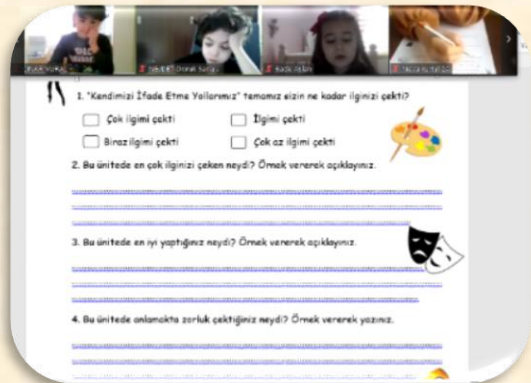 1. "Kendimizi İfade Etme Yollarımız" temamız sizin ne kadar ilginizi çekti?
Çok ilgimi çekti İlgimi çekti
Biraz ilgimi çekti Çok az ilgimi çekti
2. Bu ünitede en çok ilginizi çeken neydi? Örnek vererek açıklayınız.
3. Bu ünitede en iyi yaptığınız neydi? Örnek vererek açıklayınız.
4. Bu ünitede anlamakta zorluk çektiğiniz neydi? Örnek vererek yazınız.